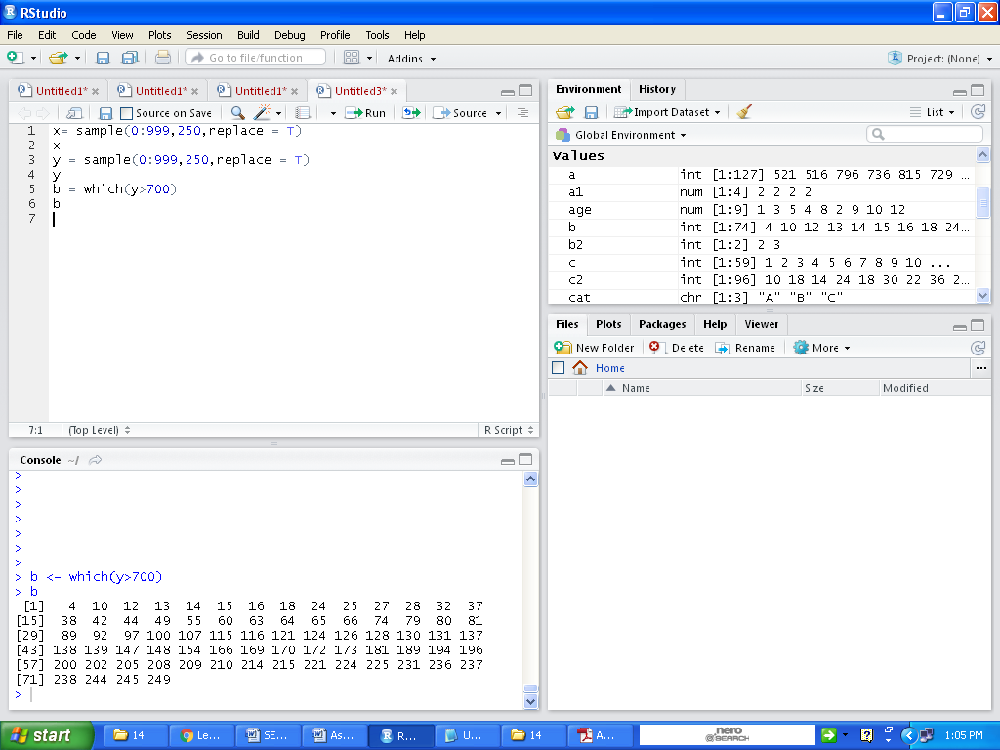 RStudio
File Edit Code View Plots Session Build Debug Profile Tools Help
Go to file/function Addins Project: (None)
Untitled1* Untitled1* Untitled1* Untitled3*
Source on Save Run Source
1 x= sample(0:999,250,replace = T)
2 x
3 y = sample(0:999,250,replace = T)
4 y
5 b = which(y>700)
6 b
7
7:1 (Top Level) R Script
Console ~/
>
>
>
>
>
>
>
> b <- which(y>700)
> b
[1] 4 10 12 13 14 15 16 18 24 25 27 28 32 37
[15] 38 42 44 49 55 60 63 64 65 66 74 79 80 81
[29] 89 92 97 100 107 115 116 121 124 126 128 130 131 137
[43] 138 139 147 148 154 166 169 170 172 173 181 189 194 196
[57] 200 202 205 208 209 210 214 215 221 224 225 231 236 237
[71] 238 244 245 249
>
Environment History
Import Dataset List
Global Environment
Values
a int [1:127] 521 516 796 736 815 729 ...
a1 num [1:4] 2 2 2 2
age num [1:9] 1 3 5 4 8 2 9 10 12
b int [1:74] 4 10 12 13 14 15 16 18 24...
b2 int [1:2] 2 3
c int [1:59] 1 2 3 4 5 6 7 8 9 10 ...
c2 int [1:96] 10 18 14 24 18 30 22 36 2...
cat chr [1:3] "A" "B" "C"
Files Plots Packages Help Viewer
New Folder Delete Rename More
Home ...
Name Size Modified
start 14 Le... SE... As... R... U... 14 A... nero SEARCH 1:05 PM